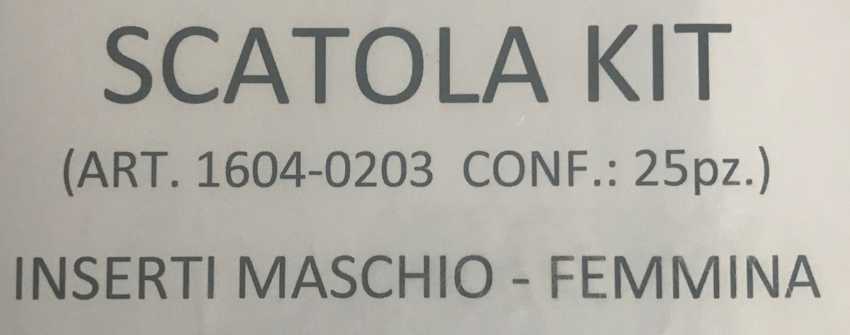 SCATOLA KIT
(ART. 1604-0203 CONF.: 25pz.)
INSERTI MASCHIO - FEMMINA